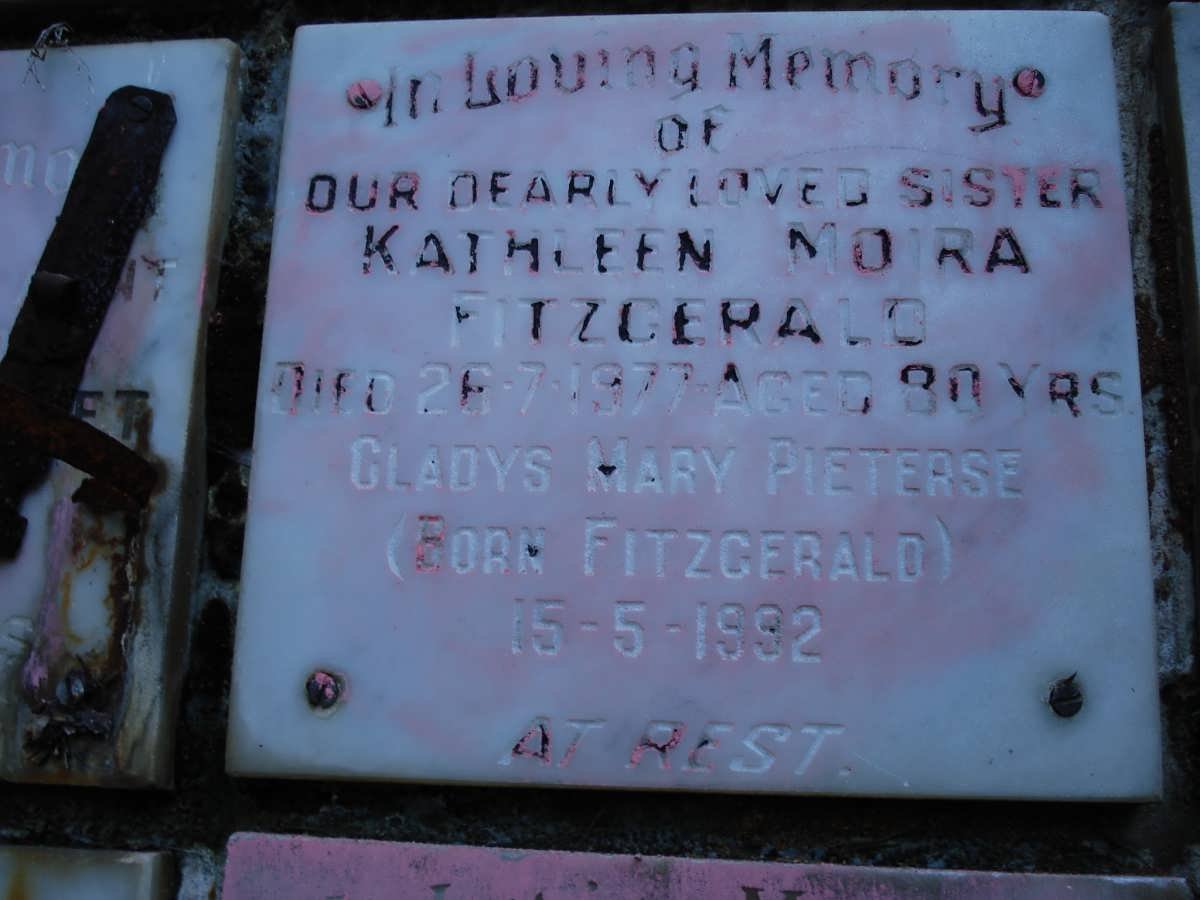 In Loving Memory
OF
OUR DEARLY LOVED SISTER
KATHLEEN MOIRA
FITZGERALD
DIED 26-7-1977-AGED 80 YRS.
GLADYS MARY PIETERSE
(BORN FITZGERALD)
15-5-1992
AT REST.